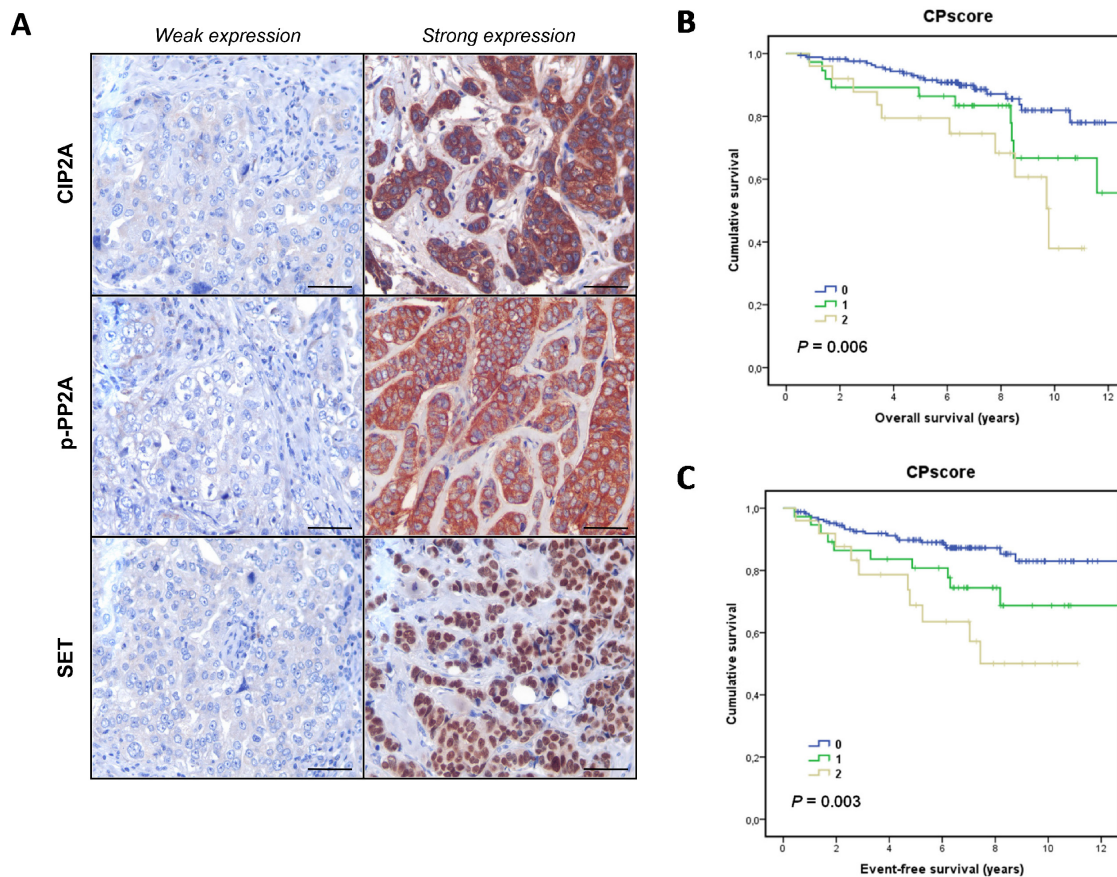 A
Weak expression
Strong expression
CIP2A
p-PP2A
SET
B
CPscore
Cumulative survival
1,0
0,8
0,6
0,4
0,2
0,0
0
1
2
P = 0.006
0 2 4 6 8 10 12
Overall survival (years)
C
CPscore
Cumulative survival
1,0
0,8
0,6
0,4
0,2
0,0
0
1
2
P = 0.003
0 2 4 6 8 10 12
Event-free survival (years)